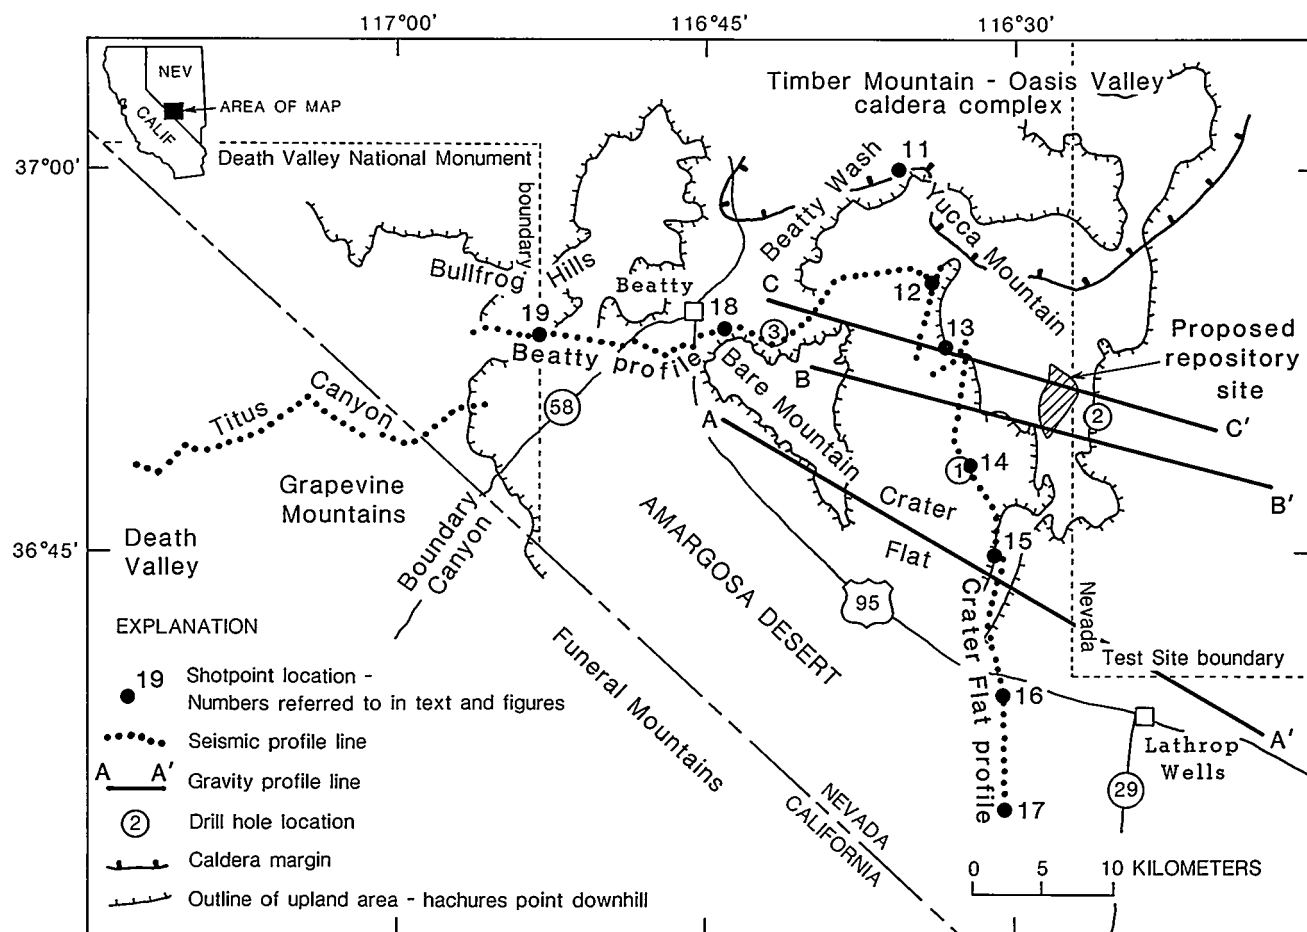 117°00'
116°45'
116°30'
NEV
CALIF
AREA OF MAP
Timber Mountain - Oasis Valley
caldera complex
37°00'
Death Valley National Monument
boundary
11
Beatty Wash
Yucca Mountain
Bullfrog Hills
Beatty
C
12
19
18
3
13
Proposed
repository
site
Beatty profile
Bare Mountain
B
58
Titus Canyon
A
2
C'
1
14
B'
Grapevine
Mountains
Crater
Flat
AMARGOSA DESERT
Boundary
Canyon
36°45'
Death
Valley
15
95
Nevada
Test Site boundary
Crater Flat profile
Funeral Mountains
16
A'
Lathrop
Wells
29
17
NEVADA
CALIFORNIA
EXPLANATION
19 Shotpoint location -
Numbers referred to in text and figures
Seismic profile line
A A' Gravity profile line
2 Drill hole location
Caldera margin
Outline of upland area - hachures point downhill
0 5 10 KILOMETERS